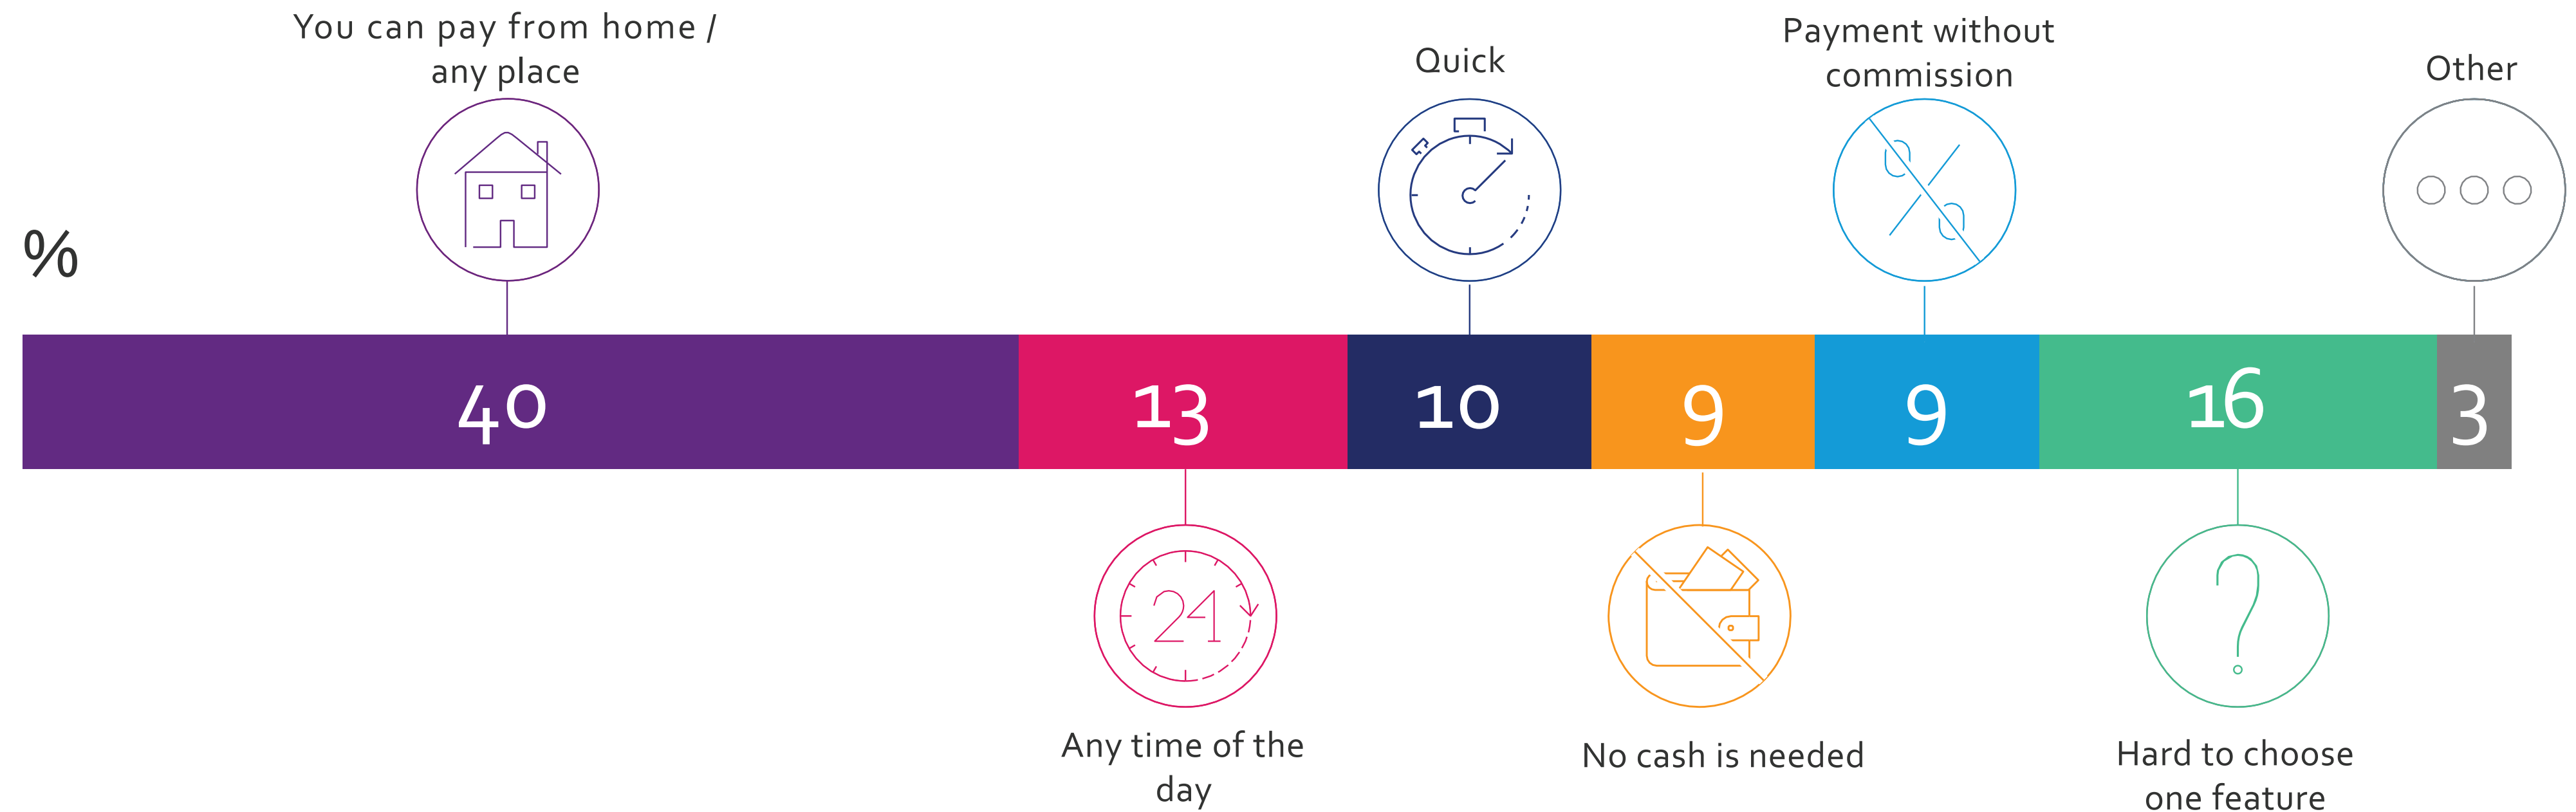 You can pay from home /
any place
Quick
Payment without
commission
Other
%
40
13
10
9
9
16
3
24
Any time of the
day
No cash is needed
Hard to choose
one feature